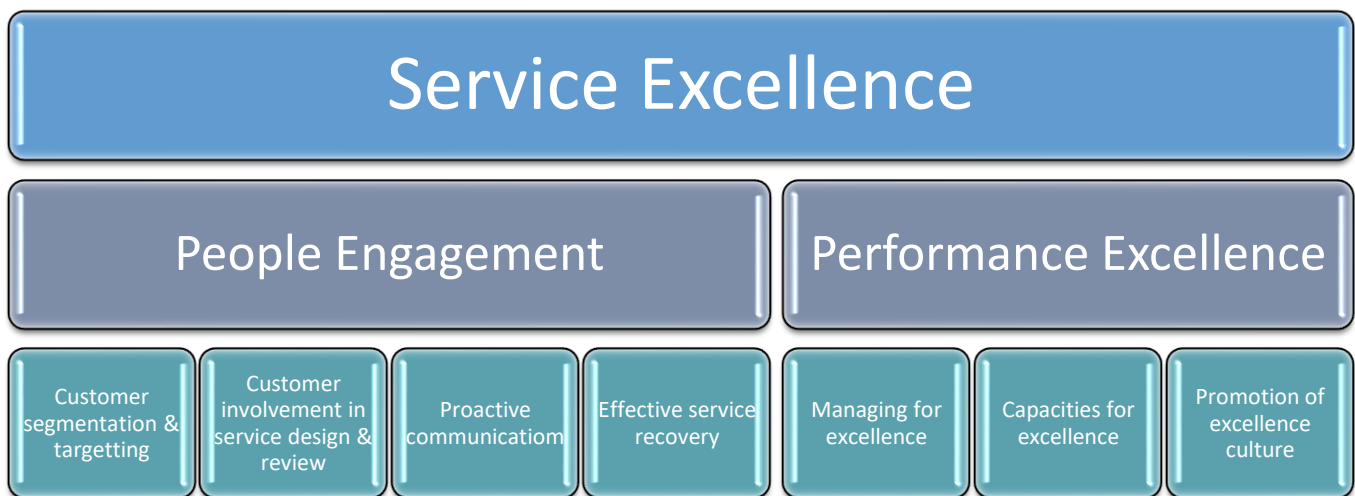 Service Excellence
People Engagement
Performance Excellence
Customer
segmentation &
targetting
Customer
involvement in
service design &
review
Proactive
communicatiom
Effective service
recovery
Managing for
excellence
Capacities for
excellence
Promotion of
excellence
culture